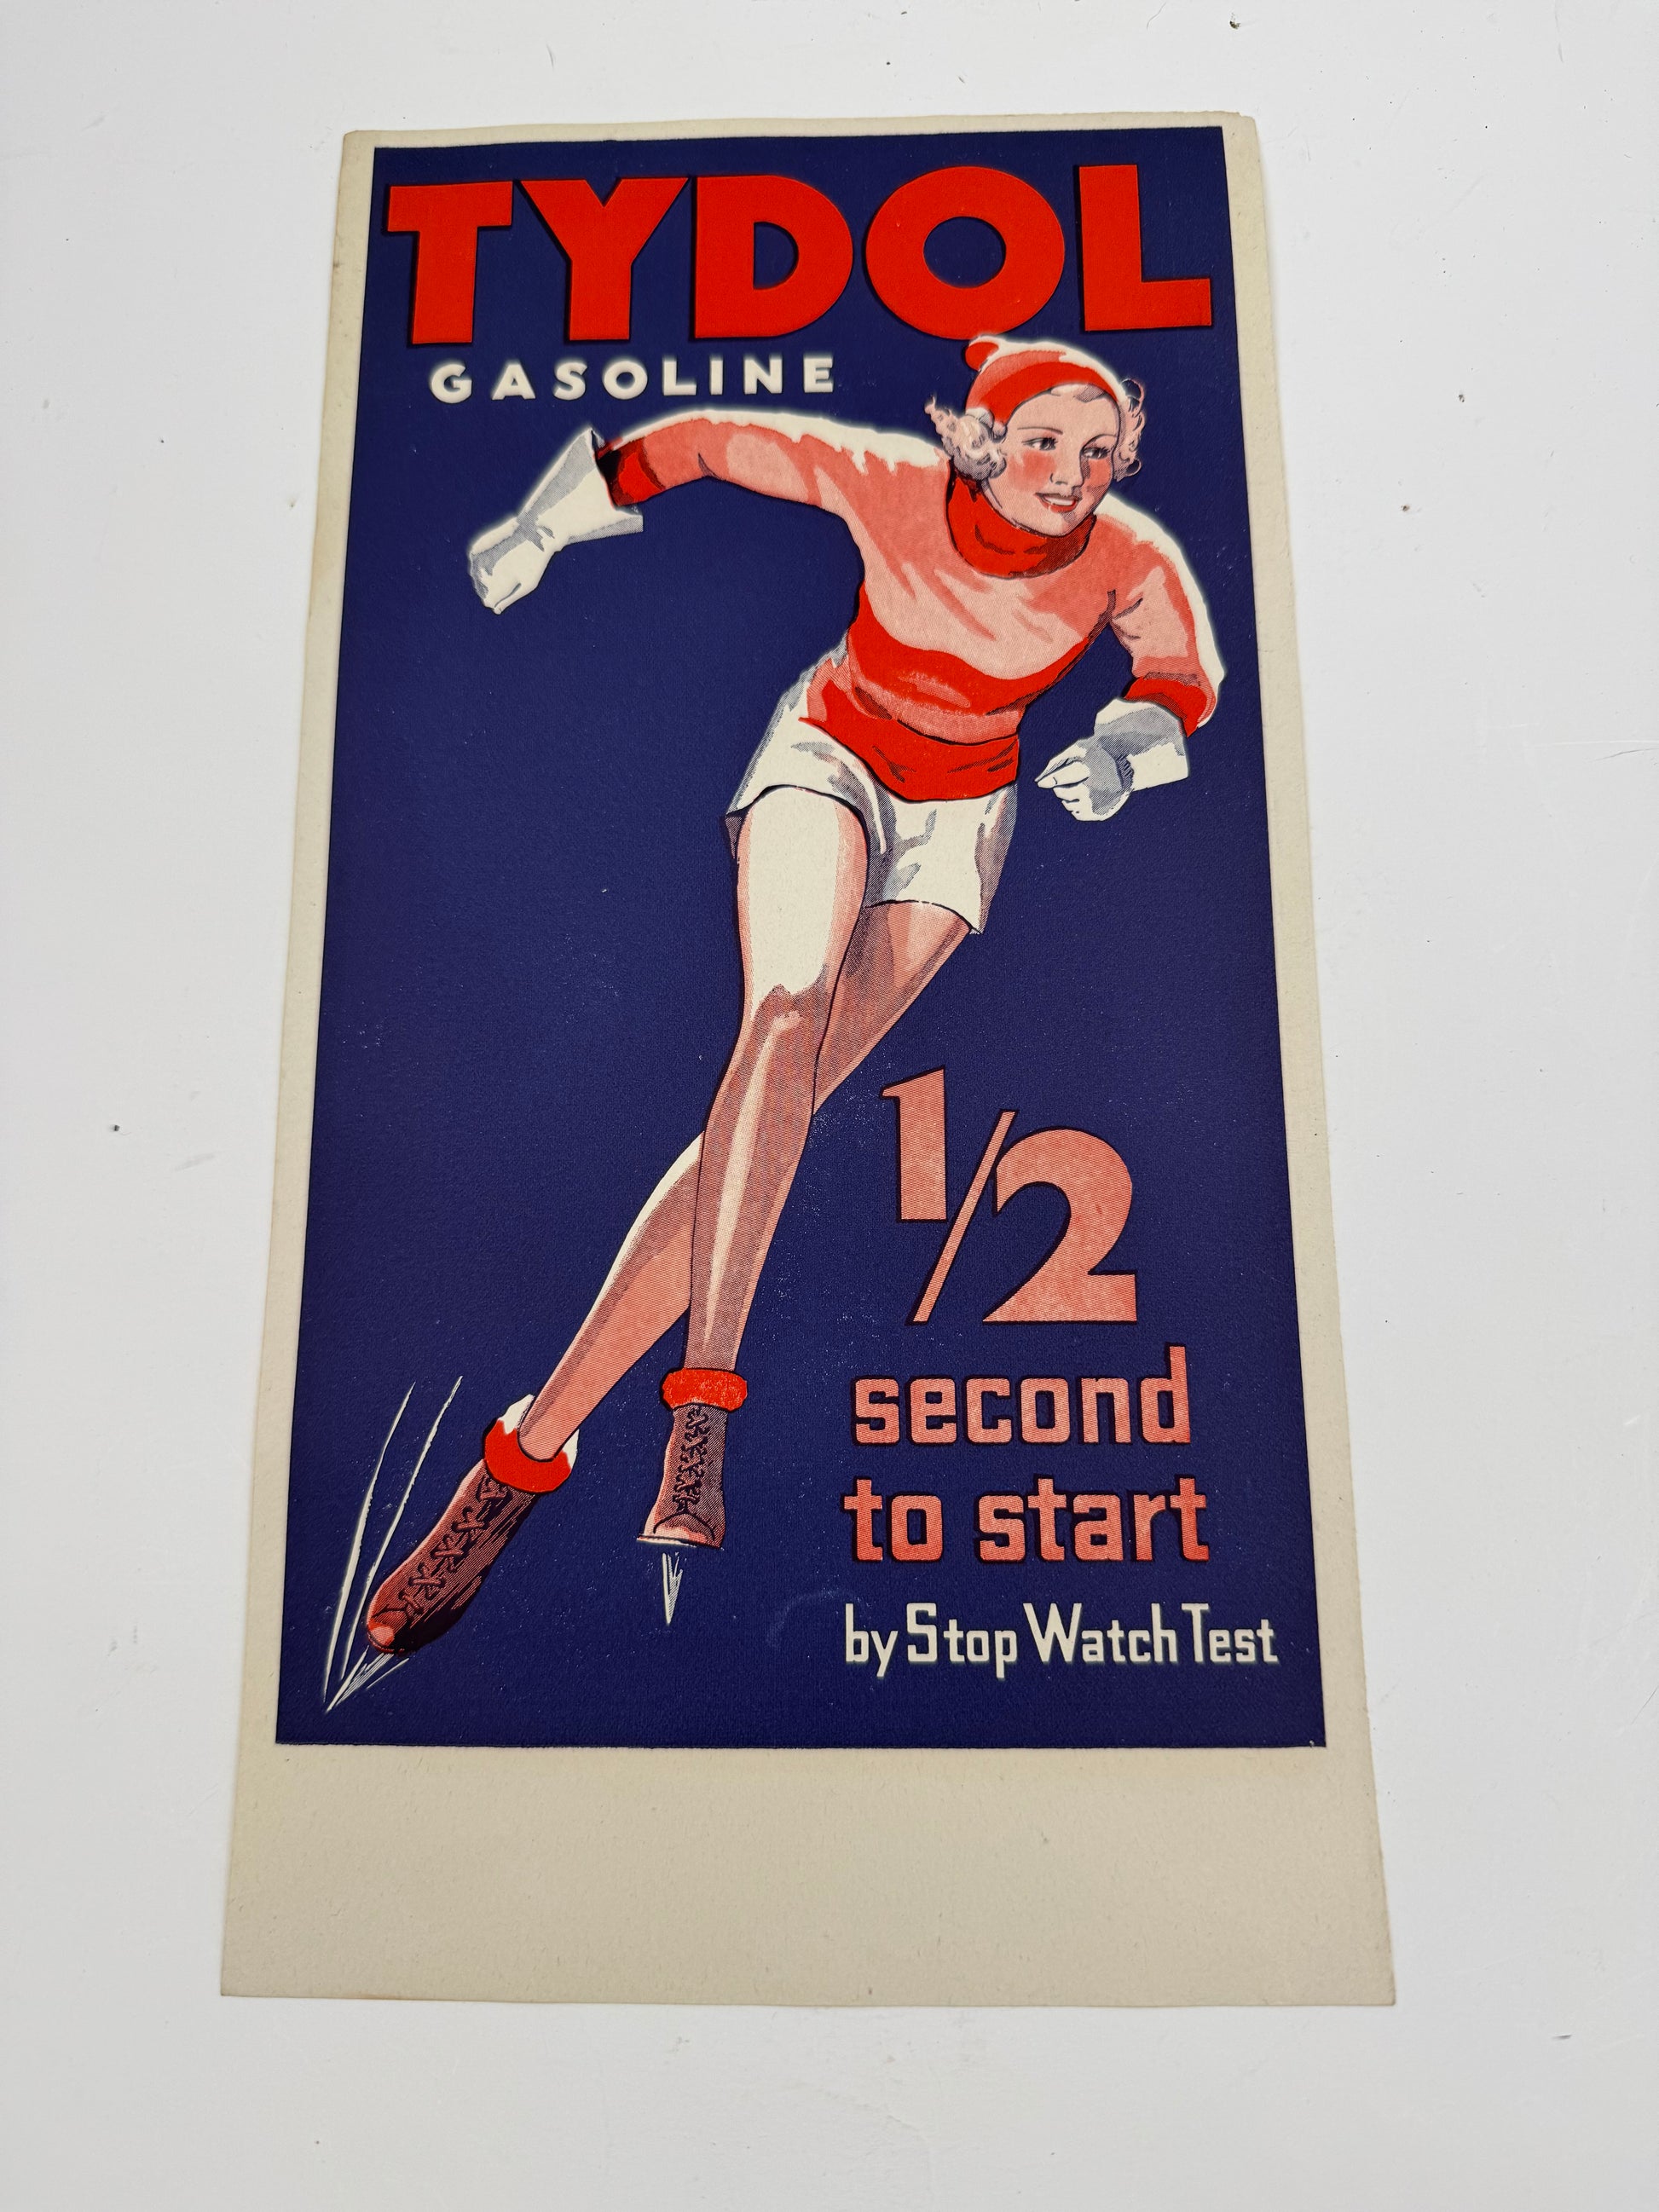 TYDOL
GASOLINE
1/2
second
to start
by Stop Watch Test